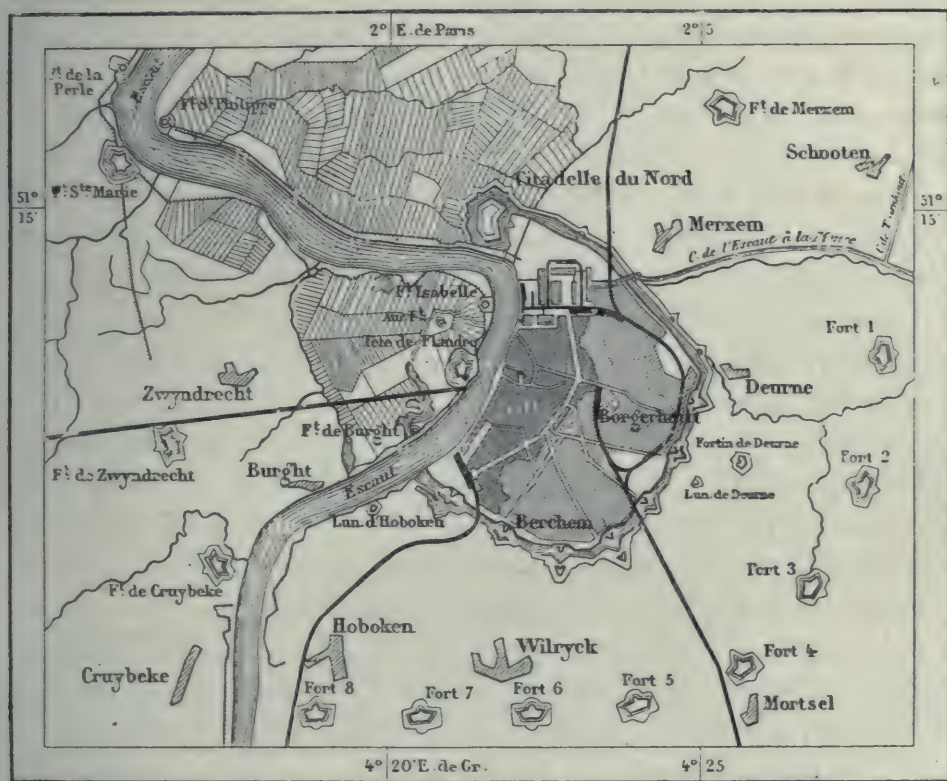 2° E. de Paris
2° 5
Ft de la
Perle
Escaut
Ft St Philippe
Ft de Merxem
Schooten
Ft Ste Marie
Citadelle du Nord
51°
15'
51°
15'
Merxem
C. de l'Escaut à la
Ft Isabelle
Fort 1
Tête de Flandre
Zwyndrecht
Deurne
Borgerhout
Ft de Burght
Fortin de Deurne
Ft de Zwyndrecht
Burght
Fort 2
Escaut
Lun. de Deurne
Lun. d'Hoboken
Berchem
Ft de Cruybeke
Fort 3
Hoboken
Wilryck
Fort 4
Cruybeke
Fort 8
Fort 7
Fort 6
Fort 5
Mortsel
4° 20' E. de Gr.
4° 25